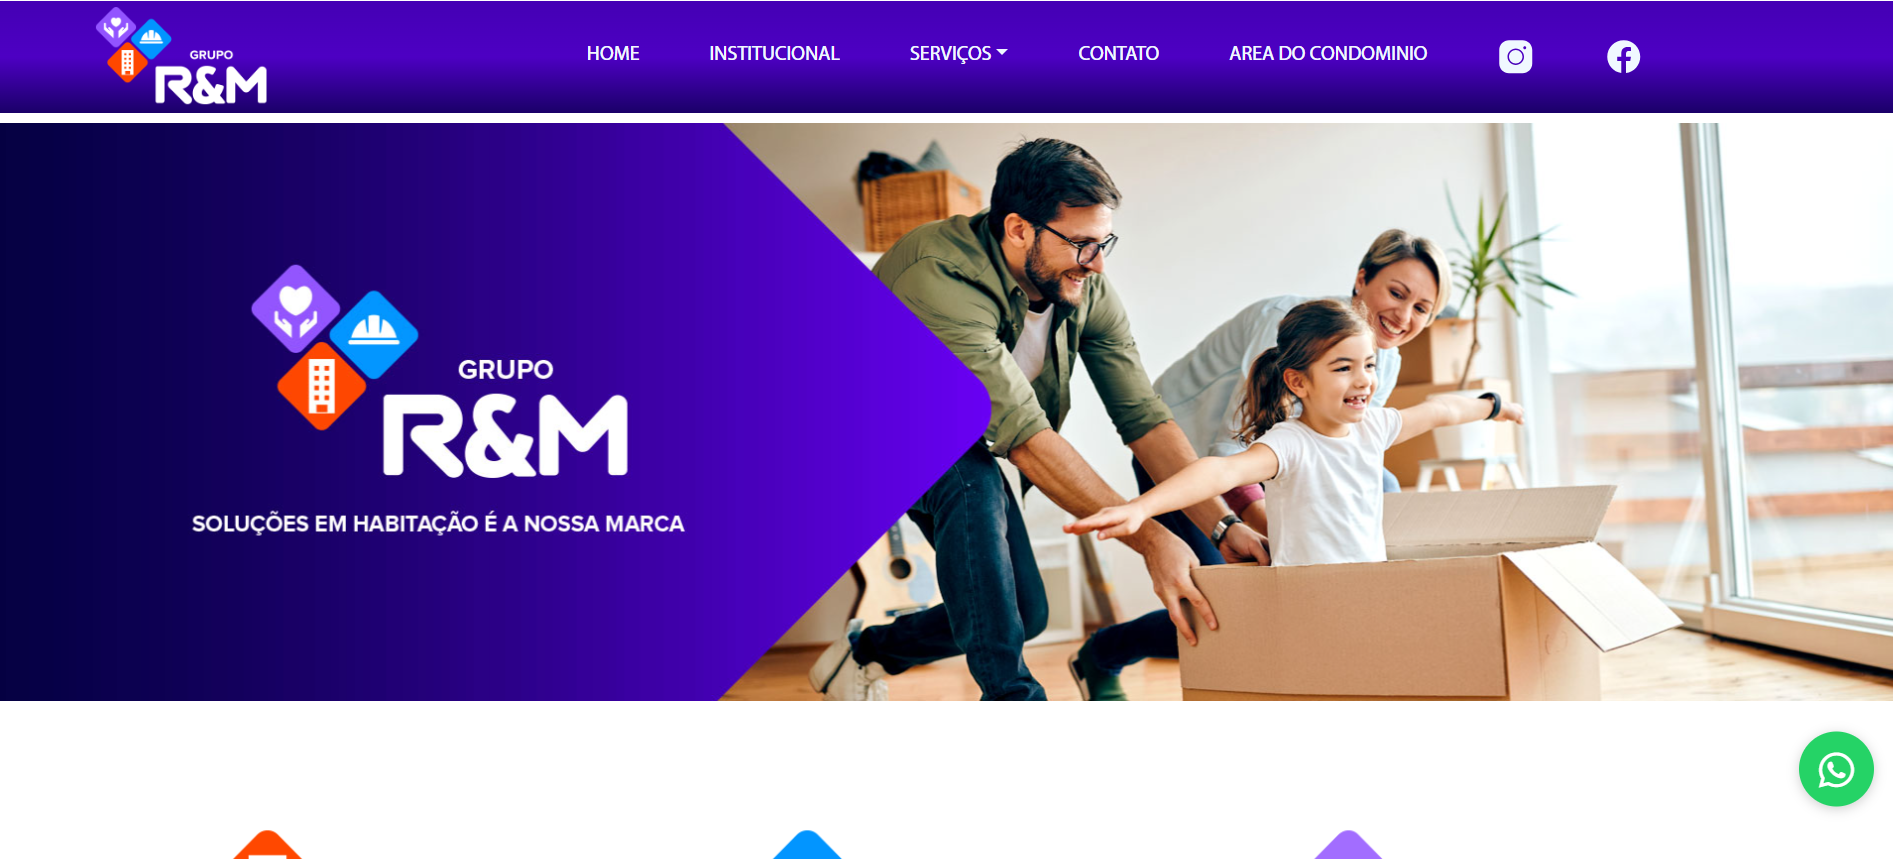 GRUPO
R&M
HOME
INSTITUCIONAL
SERVIÇOS
CONTATO
AREA DO CONDOMINIO
GRUPO
R&M
SOLUÇÕES EM HABITAÇÃO É A NOSSA MARCA